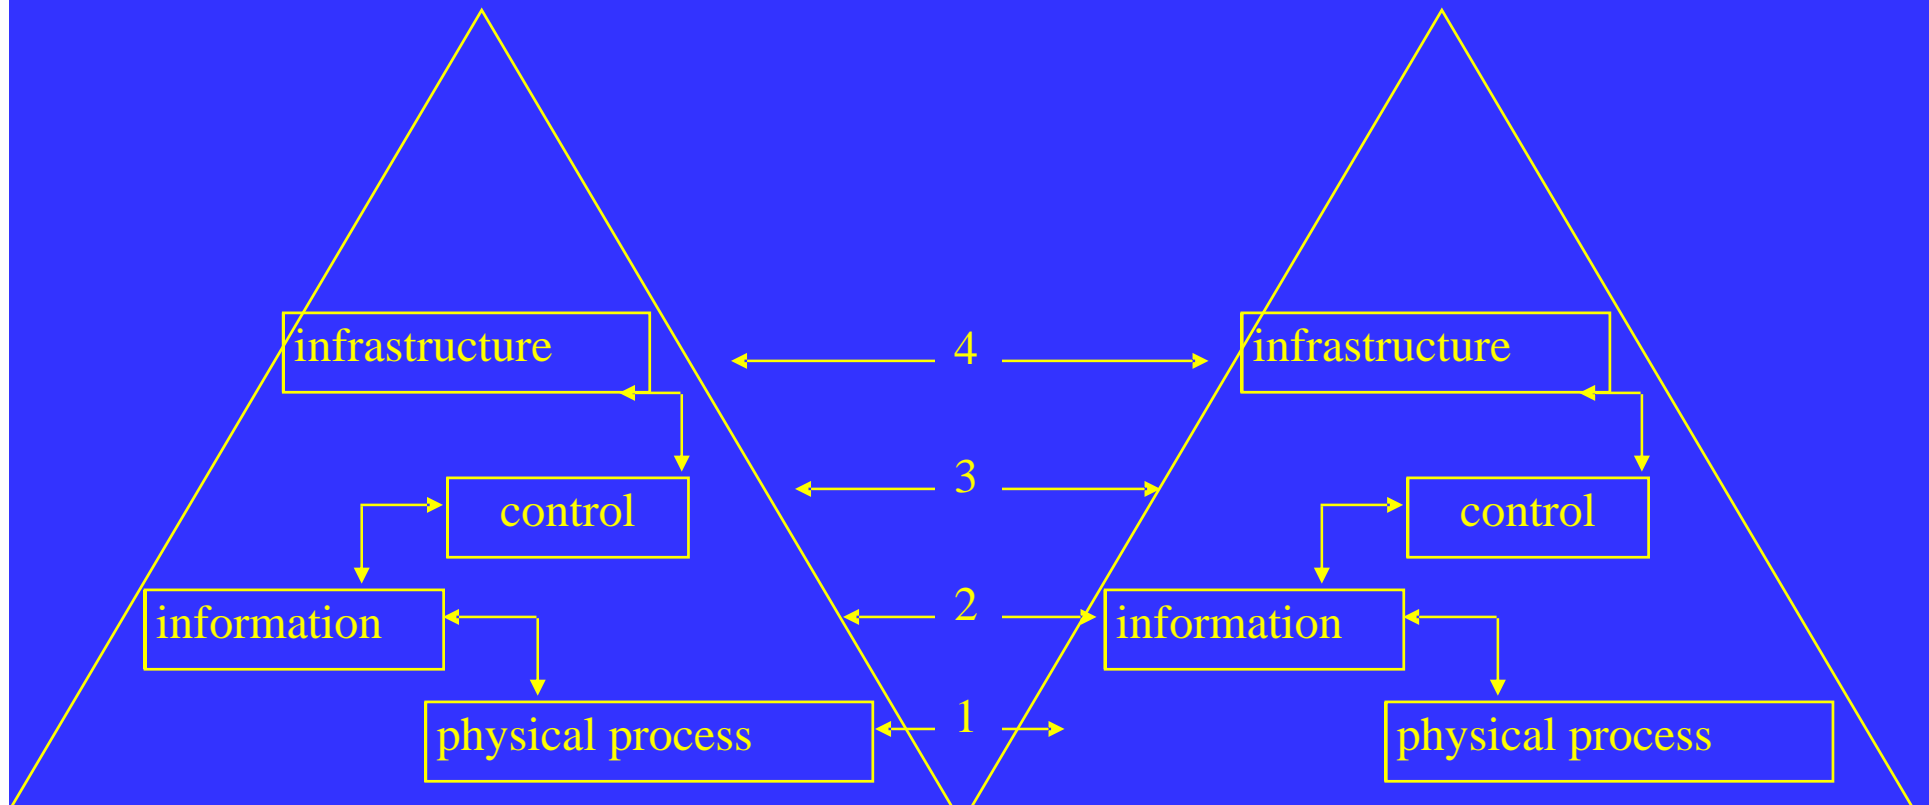 infrastructure 4 infrastructure
3
control control
2
information information
1
physical process physical process